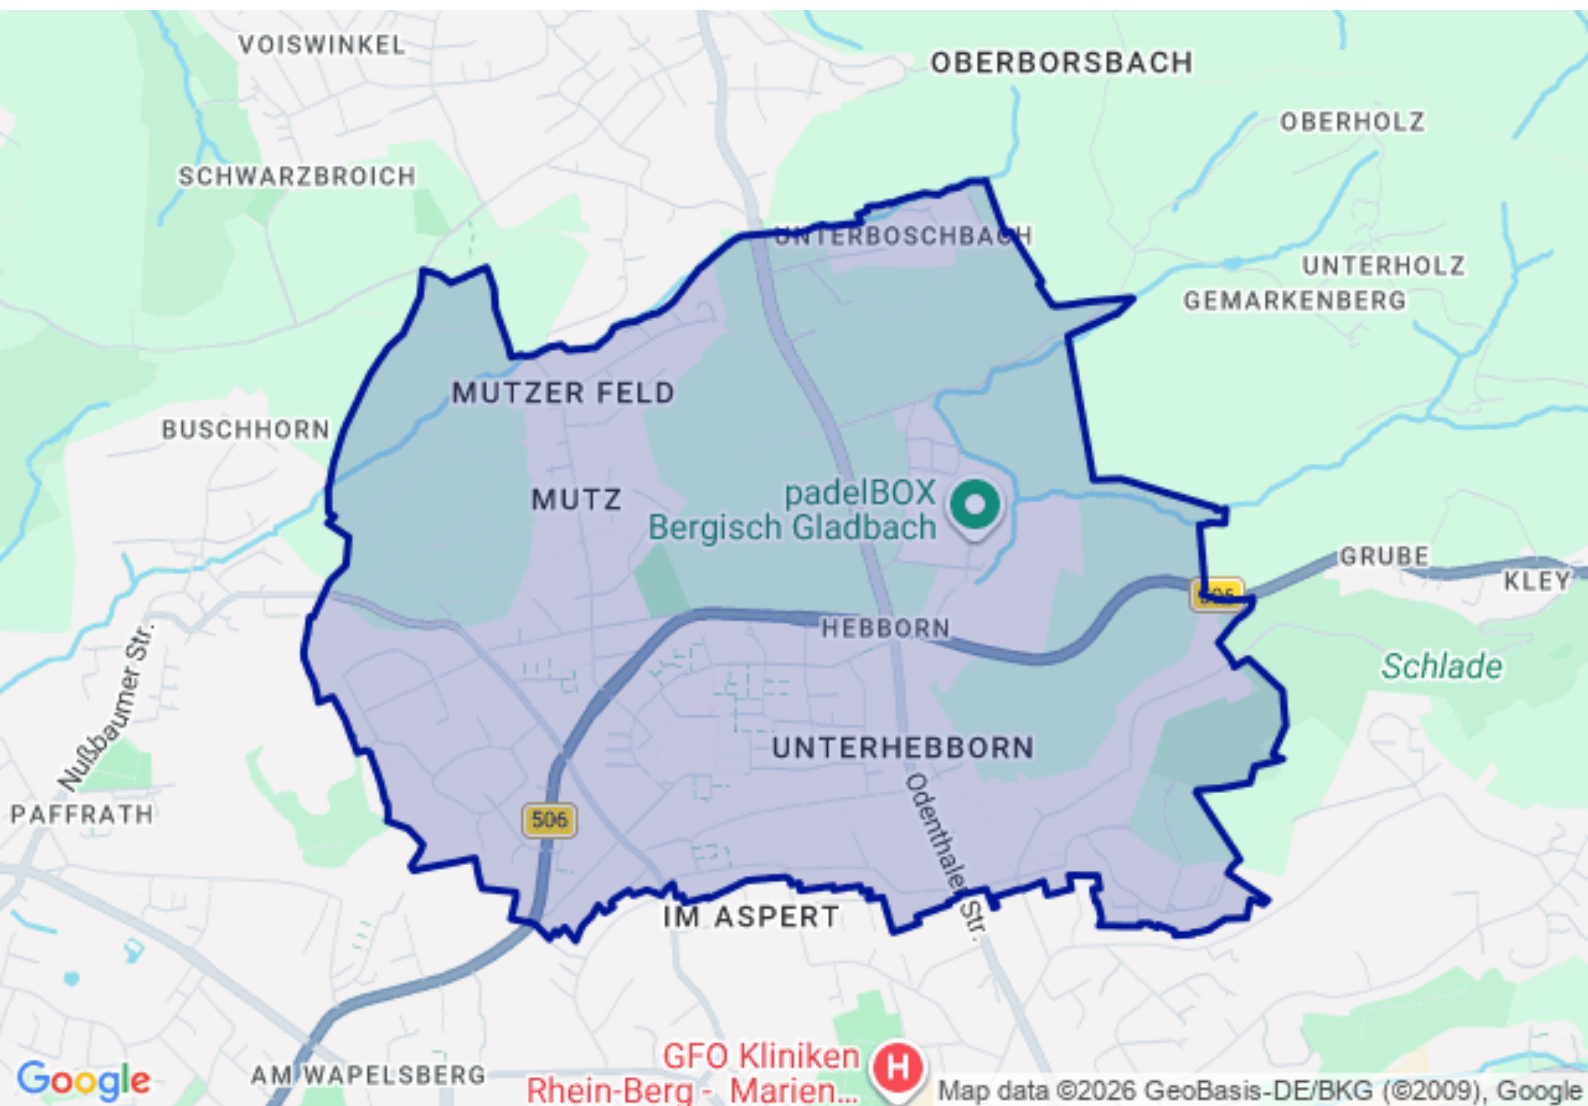 VOISWINKEL
OBERBORSBACH
OBERHOLZ
SCHWARZBROICH
UNTERBOSCHBACH
UNTERHOLZ
GEMARKENBERG
MUTZER FELD
BUSCHHORN
MUTZ
padelBOX
Bergisch Gladbach
GRUBE
KLEY
506
HEBBORN
Schlade
Nußbaumer Str.
UNTERHEBBORN
PAFFRATH
506
Odenthaler Str.
IM ASPERT
GFO Kliniken
Rhein-Berg - Marien...
H
AM WAPELSBERG
Google
Map data ©2026 GeoBasis-DE/BKG (©2009), Google